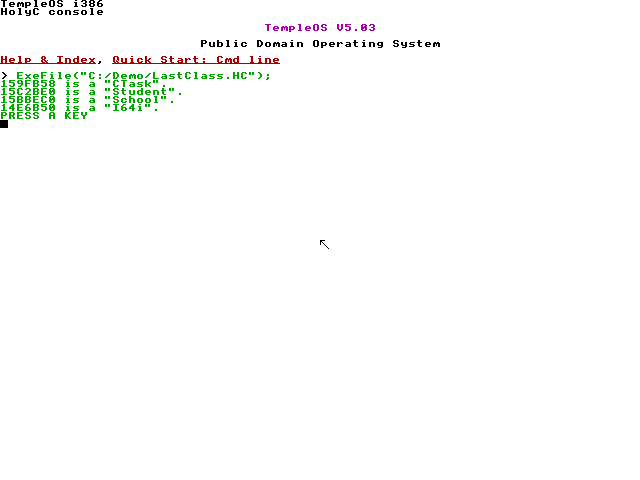 TempleOS i386
HolyC console
TempleOS V5.03
Public Domain Operating System
Help & Index, Quick Start: Cmd line
> ExeFile("C:/Demo/LastClass.HC");
159FB58 is a "CTask".
15C2BE0 is a "Student".
15BBEC0 is a "School".
14E6B50 is a "I64i".
PRESS A KEY